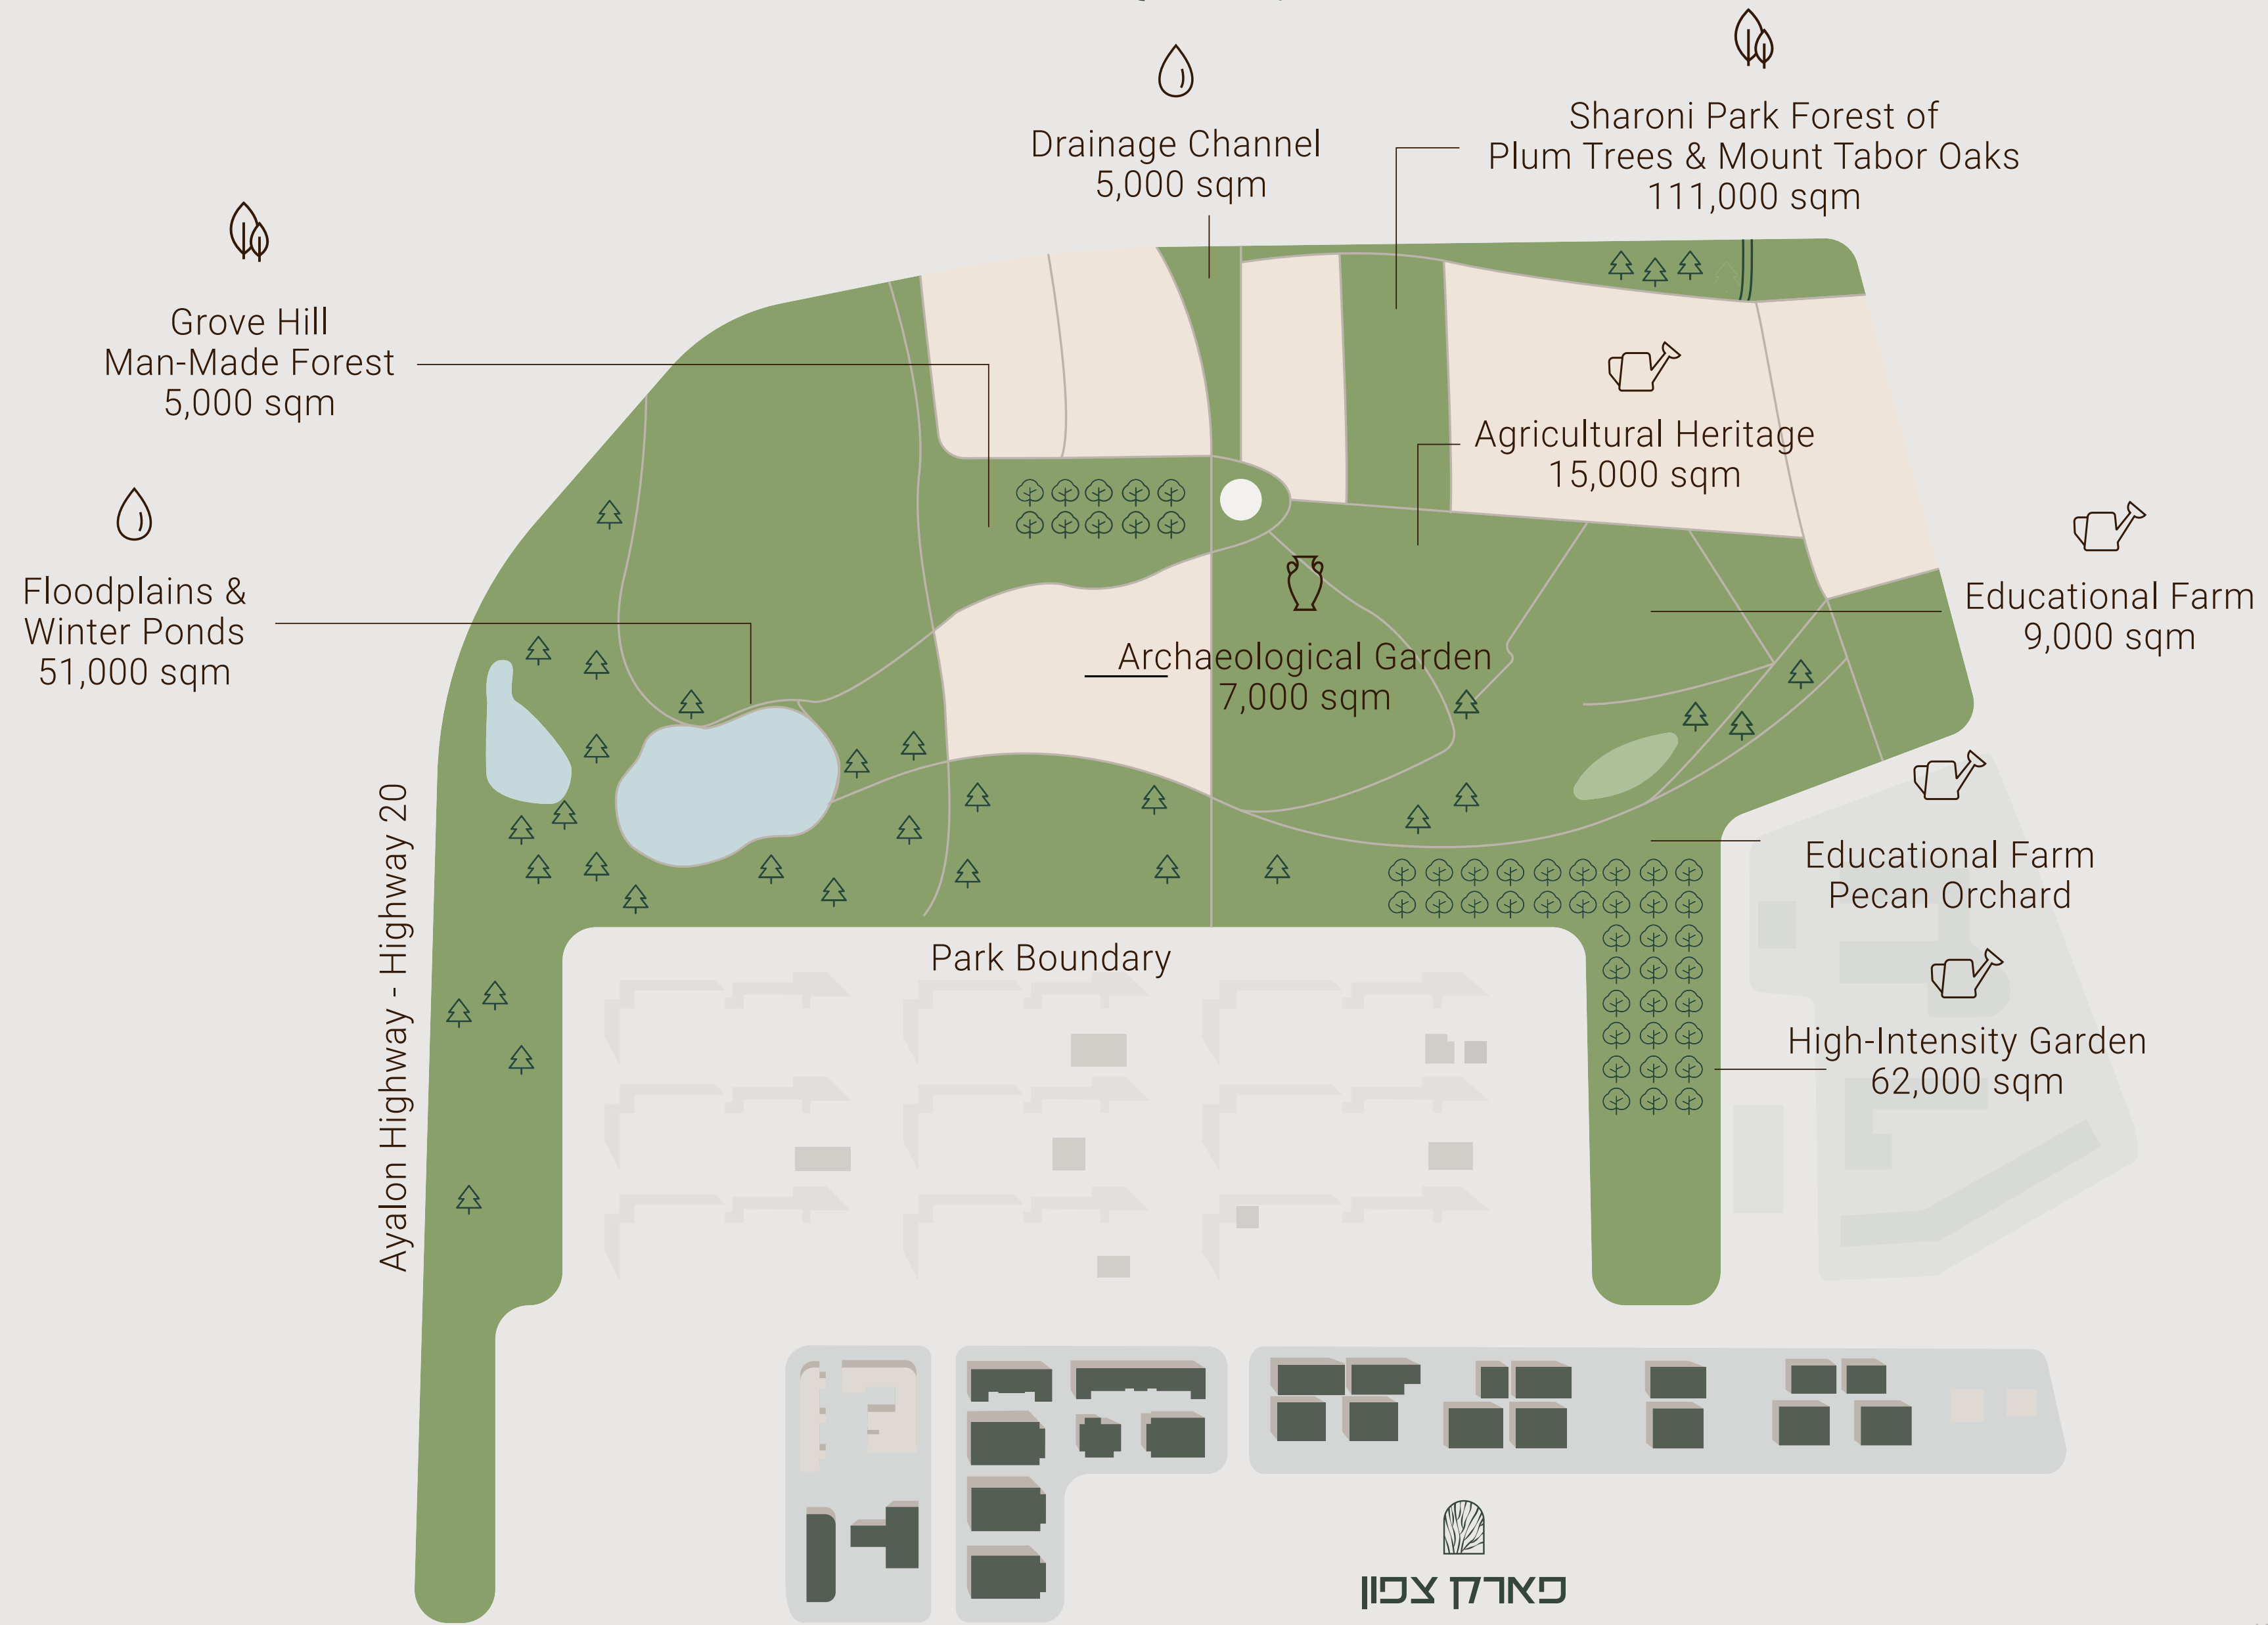 Drainage Channel
5,000 sqm
Sharoni Park Forest of
Plum Trees & Mount Tabor Oaks
111,000 sqm
Grove Hill
Man-Made Forest
5,000 sqm
Agricultural Heritage
15,000 sqm
Floodplains &
Winter Ponds
51,000 sqm
Educational Farm
9,000 sqm
Archaeological Garden
7,000 sqm
Ayalon Highway - Highway 20
Educational Farm
Pecan Orchard
Park Boundary
High-Intensity Garden
62,000 sqm
פארק צפון